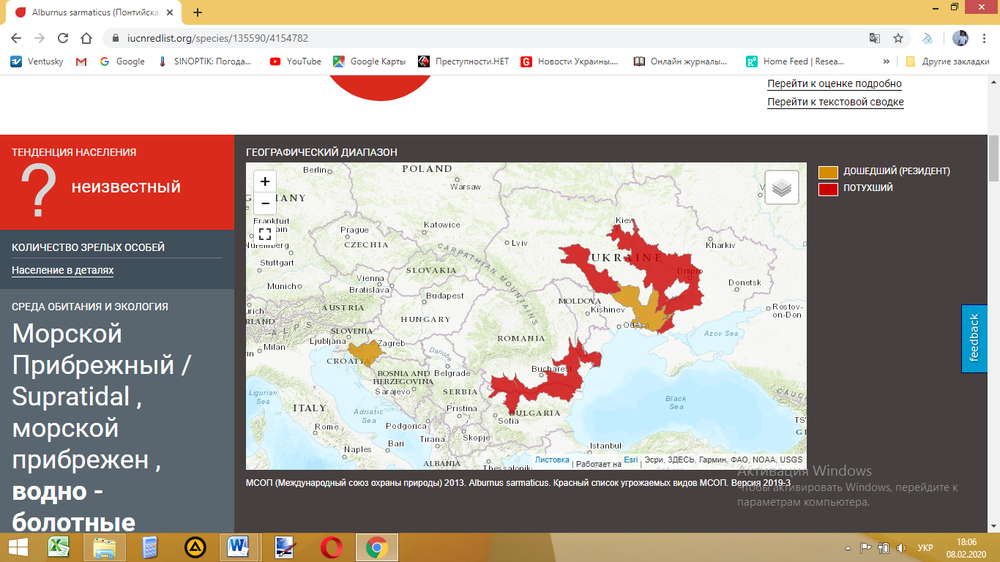 Alburnus sarmaticus (Понтийска
iucnredlist.org/species/135590/4154782
Ventusky
Google
SINOPTIK: Погода...
YouTube
Google Карты
Преступности.НЕТ
Новости Украины....
Онлайн журналы...
Home Feed | Resea...
»
Другие закладки
Перейти к оценке подробно
Перейти к текстовой сводке
ТЕНДЕНЦИЯ НАСЕЛЕНИЯ
?
неизвестный
КОЛИЧЕСТВО ЗРЕЛЫХ ОСОБЕЙ
Население в деталях
СРЕДА ОБИТАНИЯ И ЭКОЛОГИЯ
Морской
Прибрежный /
Supratidal ,
морской
прибрежен ,
водно -
болотные
ГЕОГРАФИЧЕСКИЙ ДИАПАЗОН
+
−
Berlin
POLAND
Warsaw
MANY
Frankfurt
Katowice
Prague
CZECHIA
Lviv
Kiev
Kharkiv
UKRAINE
Dnipro
Donetsk
Stuttgart
CARPATHIAN MOUNTAINS
SLOVAKIA
Vienna
Bratislava
Munich
Budapest
AUSTRIA
HUNGARY
MOLDOVA
Kishinev
Odesa
Rostov-
on-Don
Azov Sea
SLOVENIA
Ljubljana
Zagreb
Milan
ROMANIA
Danube
BOSNIA AND
HERZEGOVINA
Belgrade
Bucharest
Sarajevo
SERBIA
Ligurian
Sea
ITALY
Adriatic
Sea
Pristina
Sofia
BULGARIA
Black
Sea
Rome
Podgorica
Skopje
Naples
Bari
Tirana
ALBANIA
Istanbul
Листовка | Работает на Esri | Эсри, ЗДЕСЬ, Гармин, ФАО, NOAA, USGS
ДОШЕДШИЙ (РЕЗИДЕНТ)
ПОТУХШИЙ
feedback
МСОП (Международный союз охраны природы) 2013. Alburnus sarmaticus. Красный список угрожаемых видов МСОП. Версия 2019-3
Активация Windows
Чтобы активировать Windows, перейдите к
параметрам компьютера.
УКР
18:06
08.02.2020